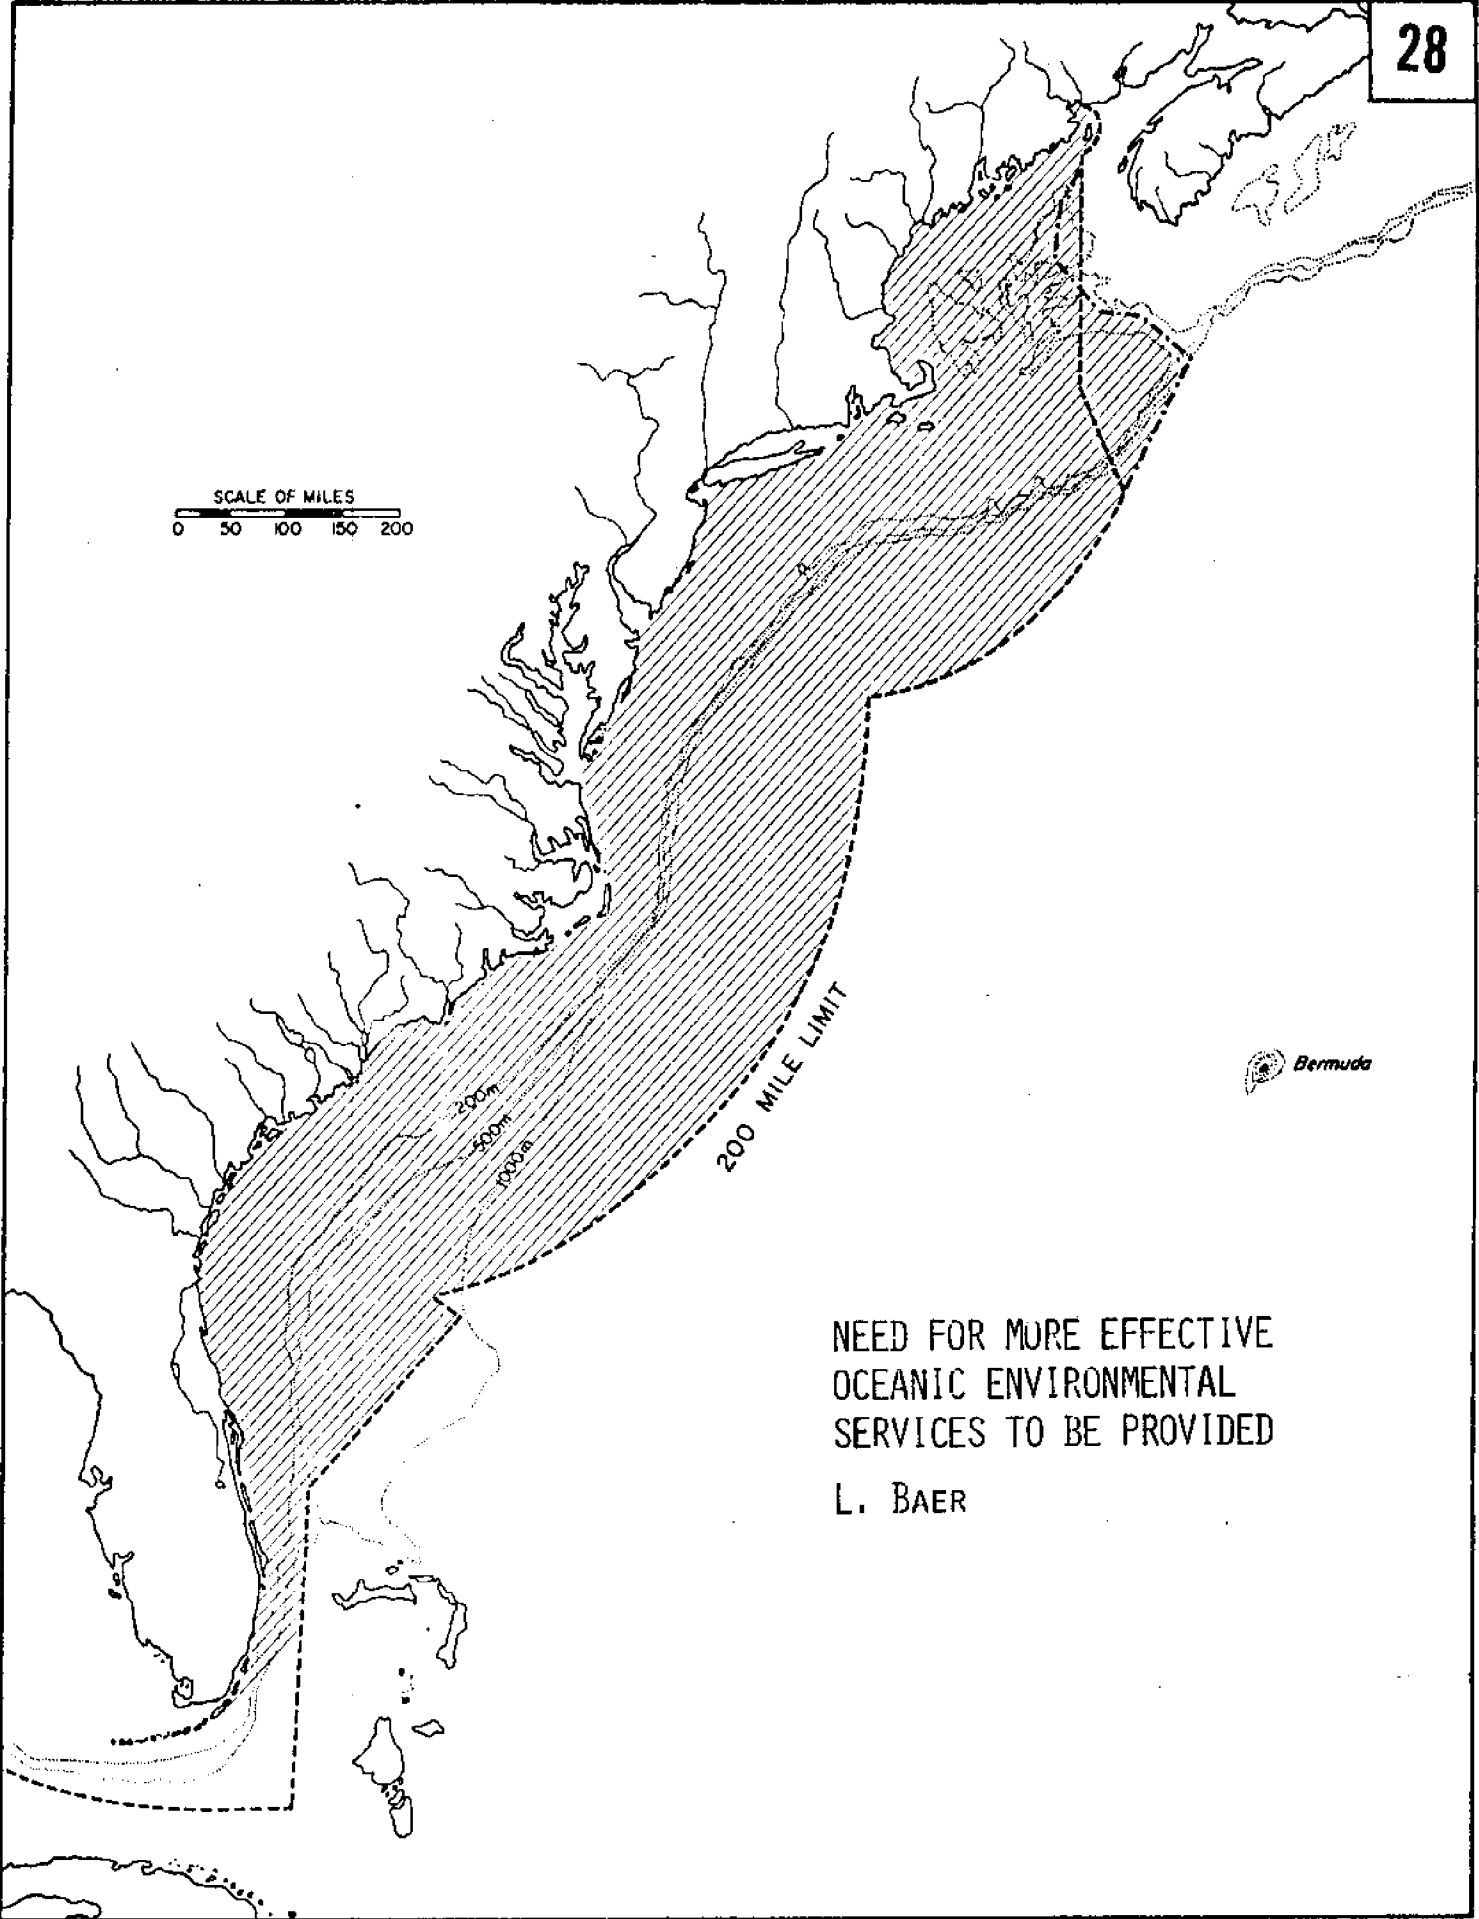 28
SCALE OF MILES
0 50 100 150 200
Bermuda
200 MILE LIMIT
200m
500m
1000m
NEED FOR MORE EFFECTIVE
OCEANIC ENVIRONMENTAL
SERVICES TO BE PROVIDED
L. BAER